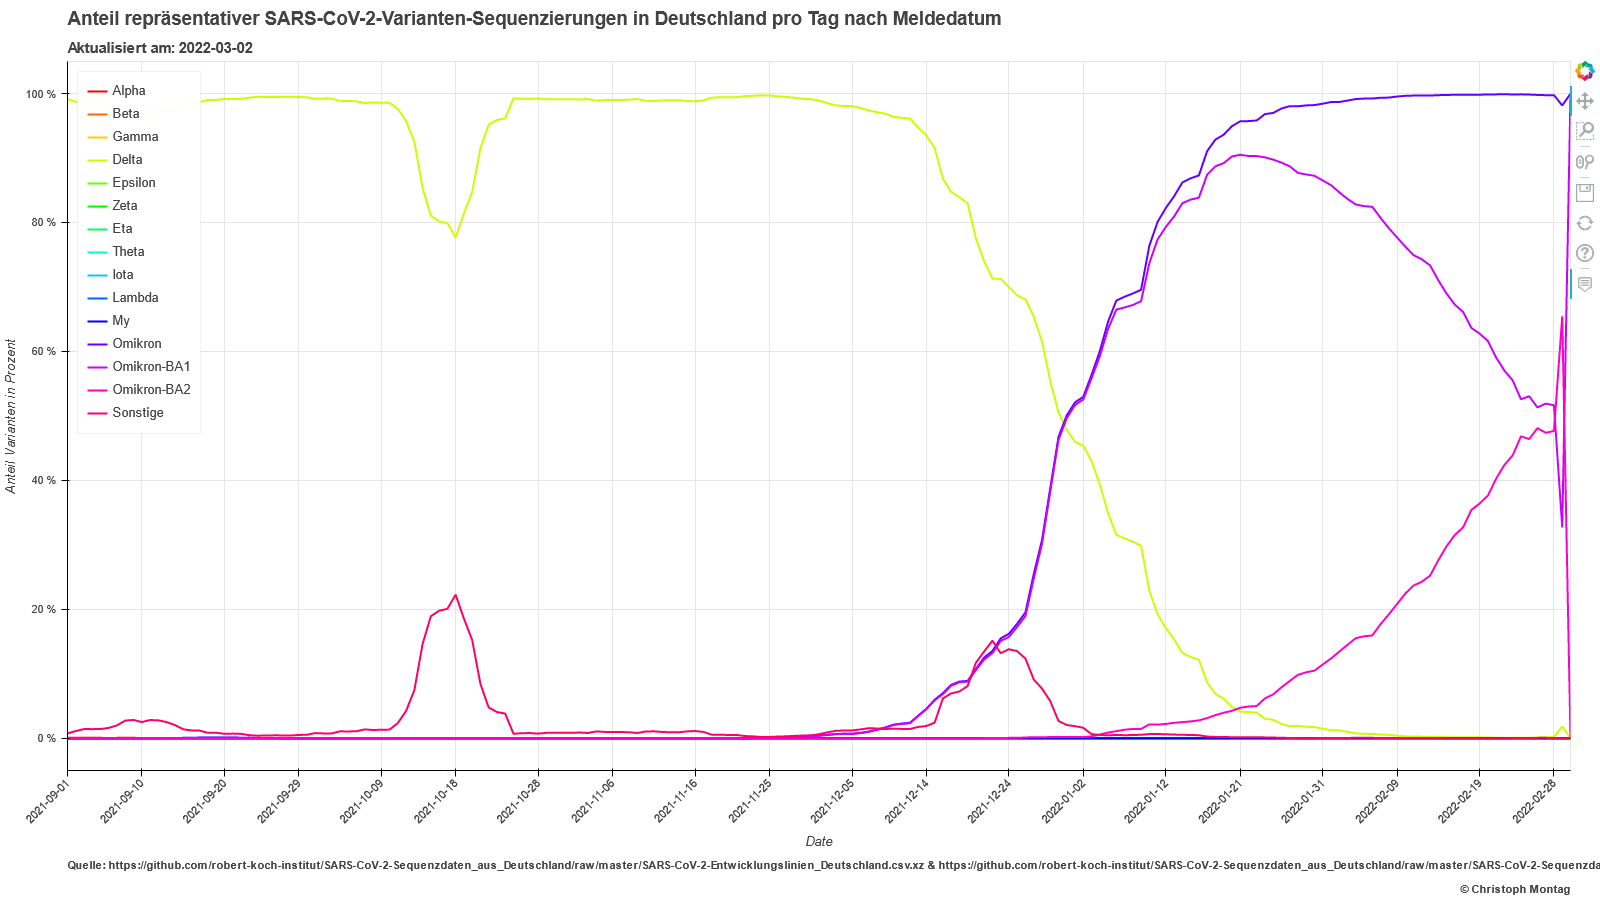 Anteil repräsentativer SARS-CoV-2-Varianten-Sequenzierungen in Deutschland pro Tag nach Meldedatum
Aktualisiert am: 2022-03-02
Alpha
Beta
Gamma
Delta
Epsilon
Zeta
Eta
Theta
Iota
Lambda
My
Omikron
Omikron-BA1
Omikron-BA2
Sonstige
100 %
80 %
60 %
40 %
20 %
0 %
Anteil Varianten in Prozent
2021-09-01
2021-09-10
2021-09-20
2021-09-29
2021-10-09
2021-10-18
2021-10-28
2021-11-06
2021-11-16
2021-11-25
2021-12-05
2021-12-14
2021-12-24
2022-01-02
2022-01-12
2022-01-21
2022-01-31
2022-02-09
2022-02-19
2022-02-28
Date
Quelle: https://github.com/robert-koch-institut/SARS-CoV-2-Sequenzdaten_aus_Deutschland/raw/master/SARS-CoV-2-Entwicklungslinien_Deutschland.csv.xz & https://github.com/robert-koch-institut/SARS-CoV-2-Sequenzdaten_aus_Deutschland/raw/master/SARS-CoV-2-Sequenzda
© Christoph Montag